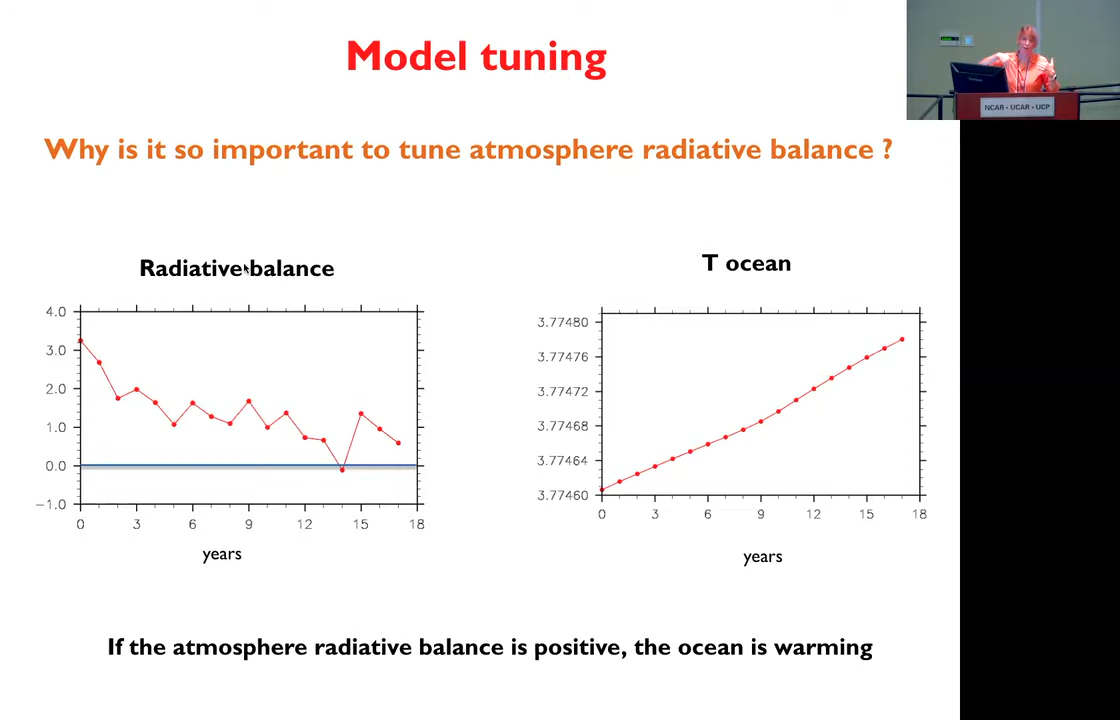 Model tuning
NCAR • UCAR • UCP
Why is it so important to tune atmosphere radiative balance ?
Radiative balance
T ocean
4.0
3.0
2.0
1.0
0.0
−1.0
0 3 6 9 12 15 18
years
3.77480
3.77476
3.77472
3.77468
3.77464
3.77460
0 3 6 9 12 15 18
years
If the atmosphere radiative balance is positive, the ocean is warming